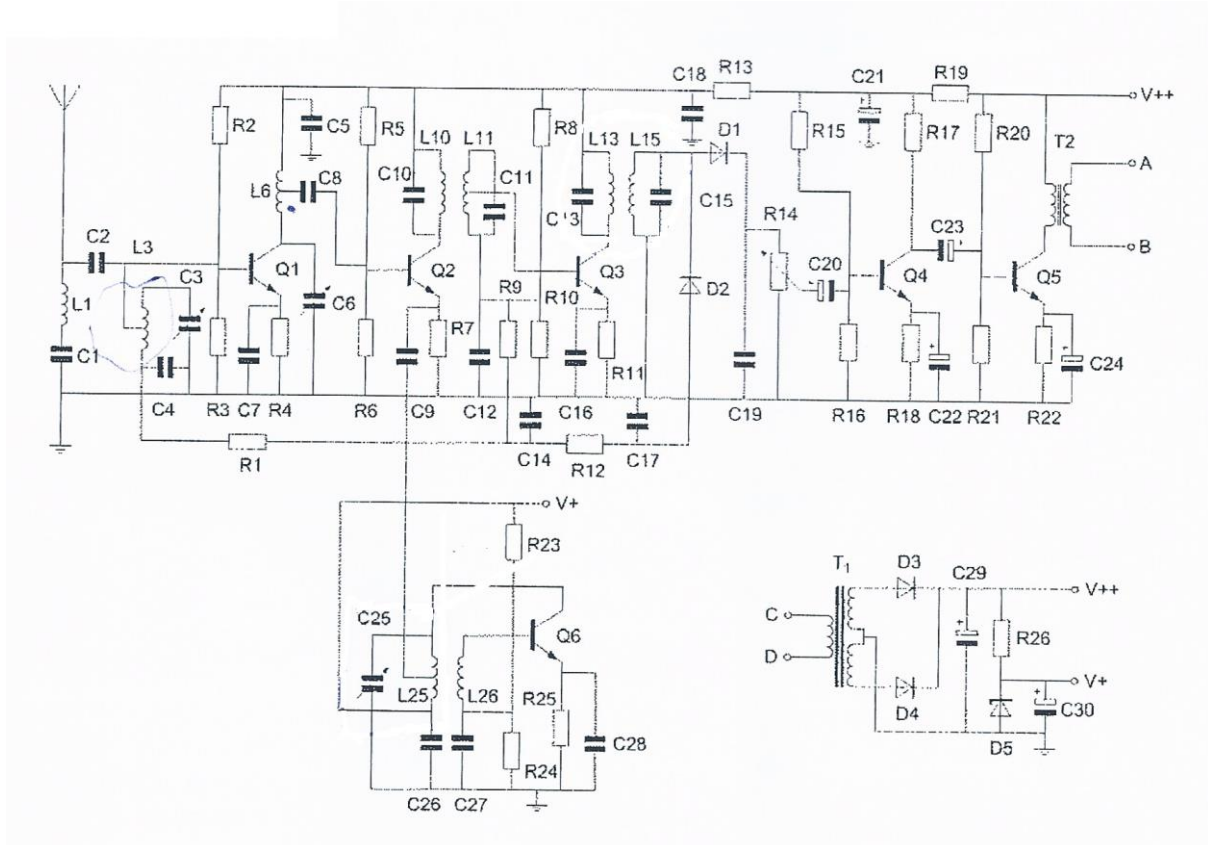 C18 R13 C21 R19
V++
R2 C5 R5 L10 L11 R8 L13 L15 D1 R15 R17 R20 T2
C8 C10 C11 A
L6 C15
C13 R14 C23
C2 L3 B
C3 Q1 Q2 Q3 C20 Q4 Q5
C6 R9 R10 D2
L1 R7
C1 R11 C24
C4 R3 C7 R4 R6 C9 C12 C16 C19 R16 R18 C22 R21 R22
R1 C14 R12 C17
V+
R23
T1 D3 C29
V++
C25 C
Q6 R26
D
L25 L26 R25 V+
D4 C30
C28 D5
R24
C26 C27